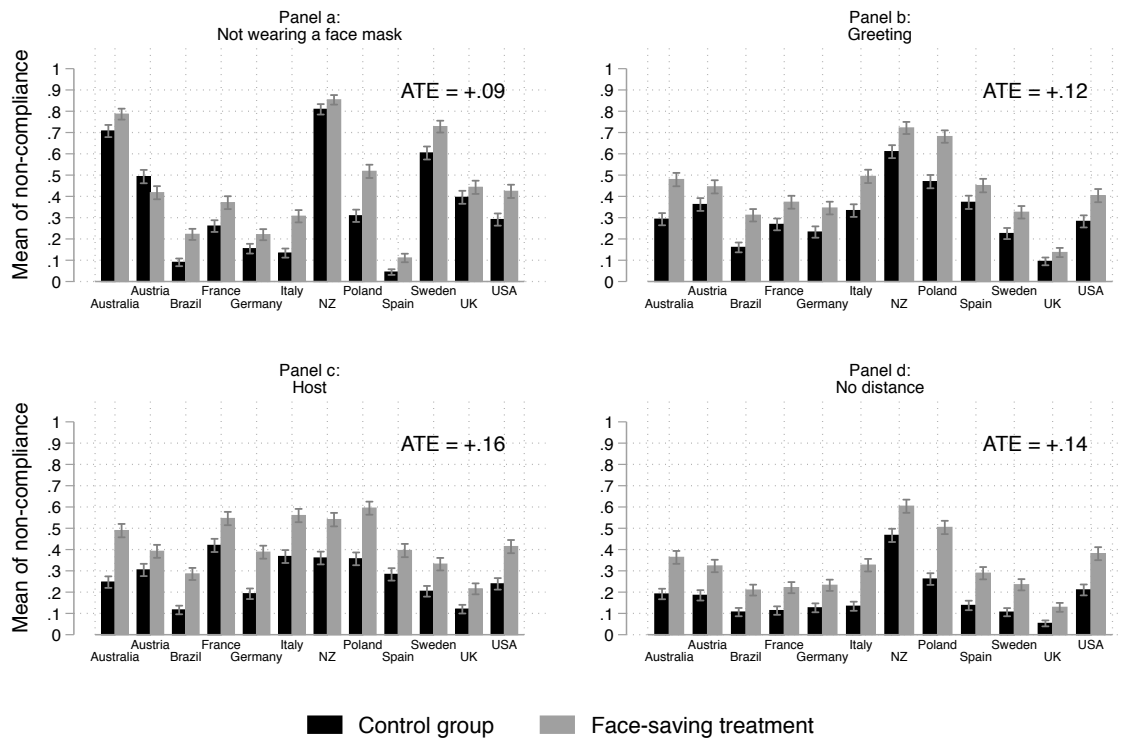 Panel a:
Not wearing a face mask
Mean of non-compliance
1
.9
.8
.7
.6
.5
.4
.3
.2
.1
0
ATE = +.09
Austria France Italy Poland Sweden USA
Australia Brazil Germany NZ Spain UK
Panel b:
Greeting
1
.9
.8
.7
.6
.5
.4
.3
.2
.1
0
ATE = +.12
Austria France Italy Poland Sweden USA
Australia Brazil Germany NZ Spain UK
Panel c:
Host
Mean of non-compliance
1
.9
.8
.7
.6
.5
.4
.3
.2
.1
0
ATE = +.16
Austria France Italy Poland Sweden USA
Australia Brazil Germany NZ Spain UK
Panel d:
No distance
1
.9
.8
.7
.6
.5
.4
.3
.2
.1
0
ATE = +.14
Austria France Italy Poland Sweden USA
Australia Brazil Germany NZ Spain UK
Control group Face-saving treatment